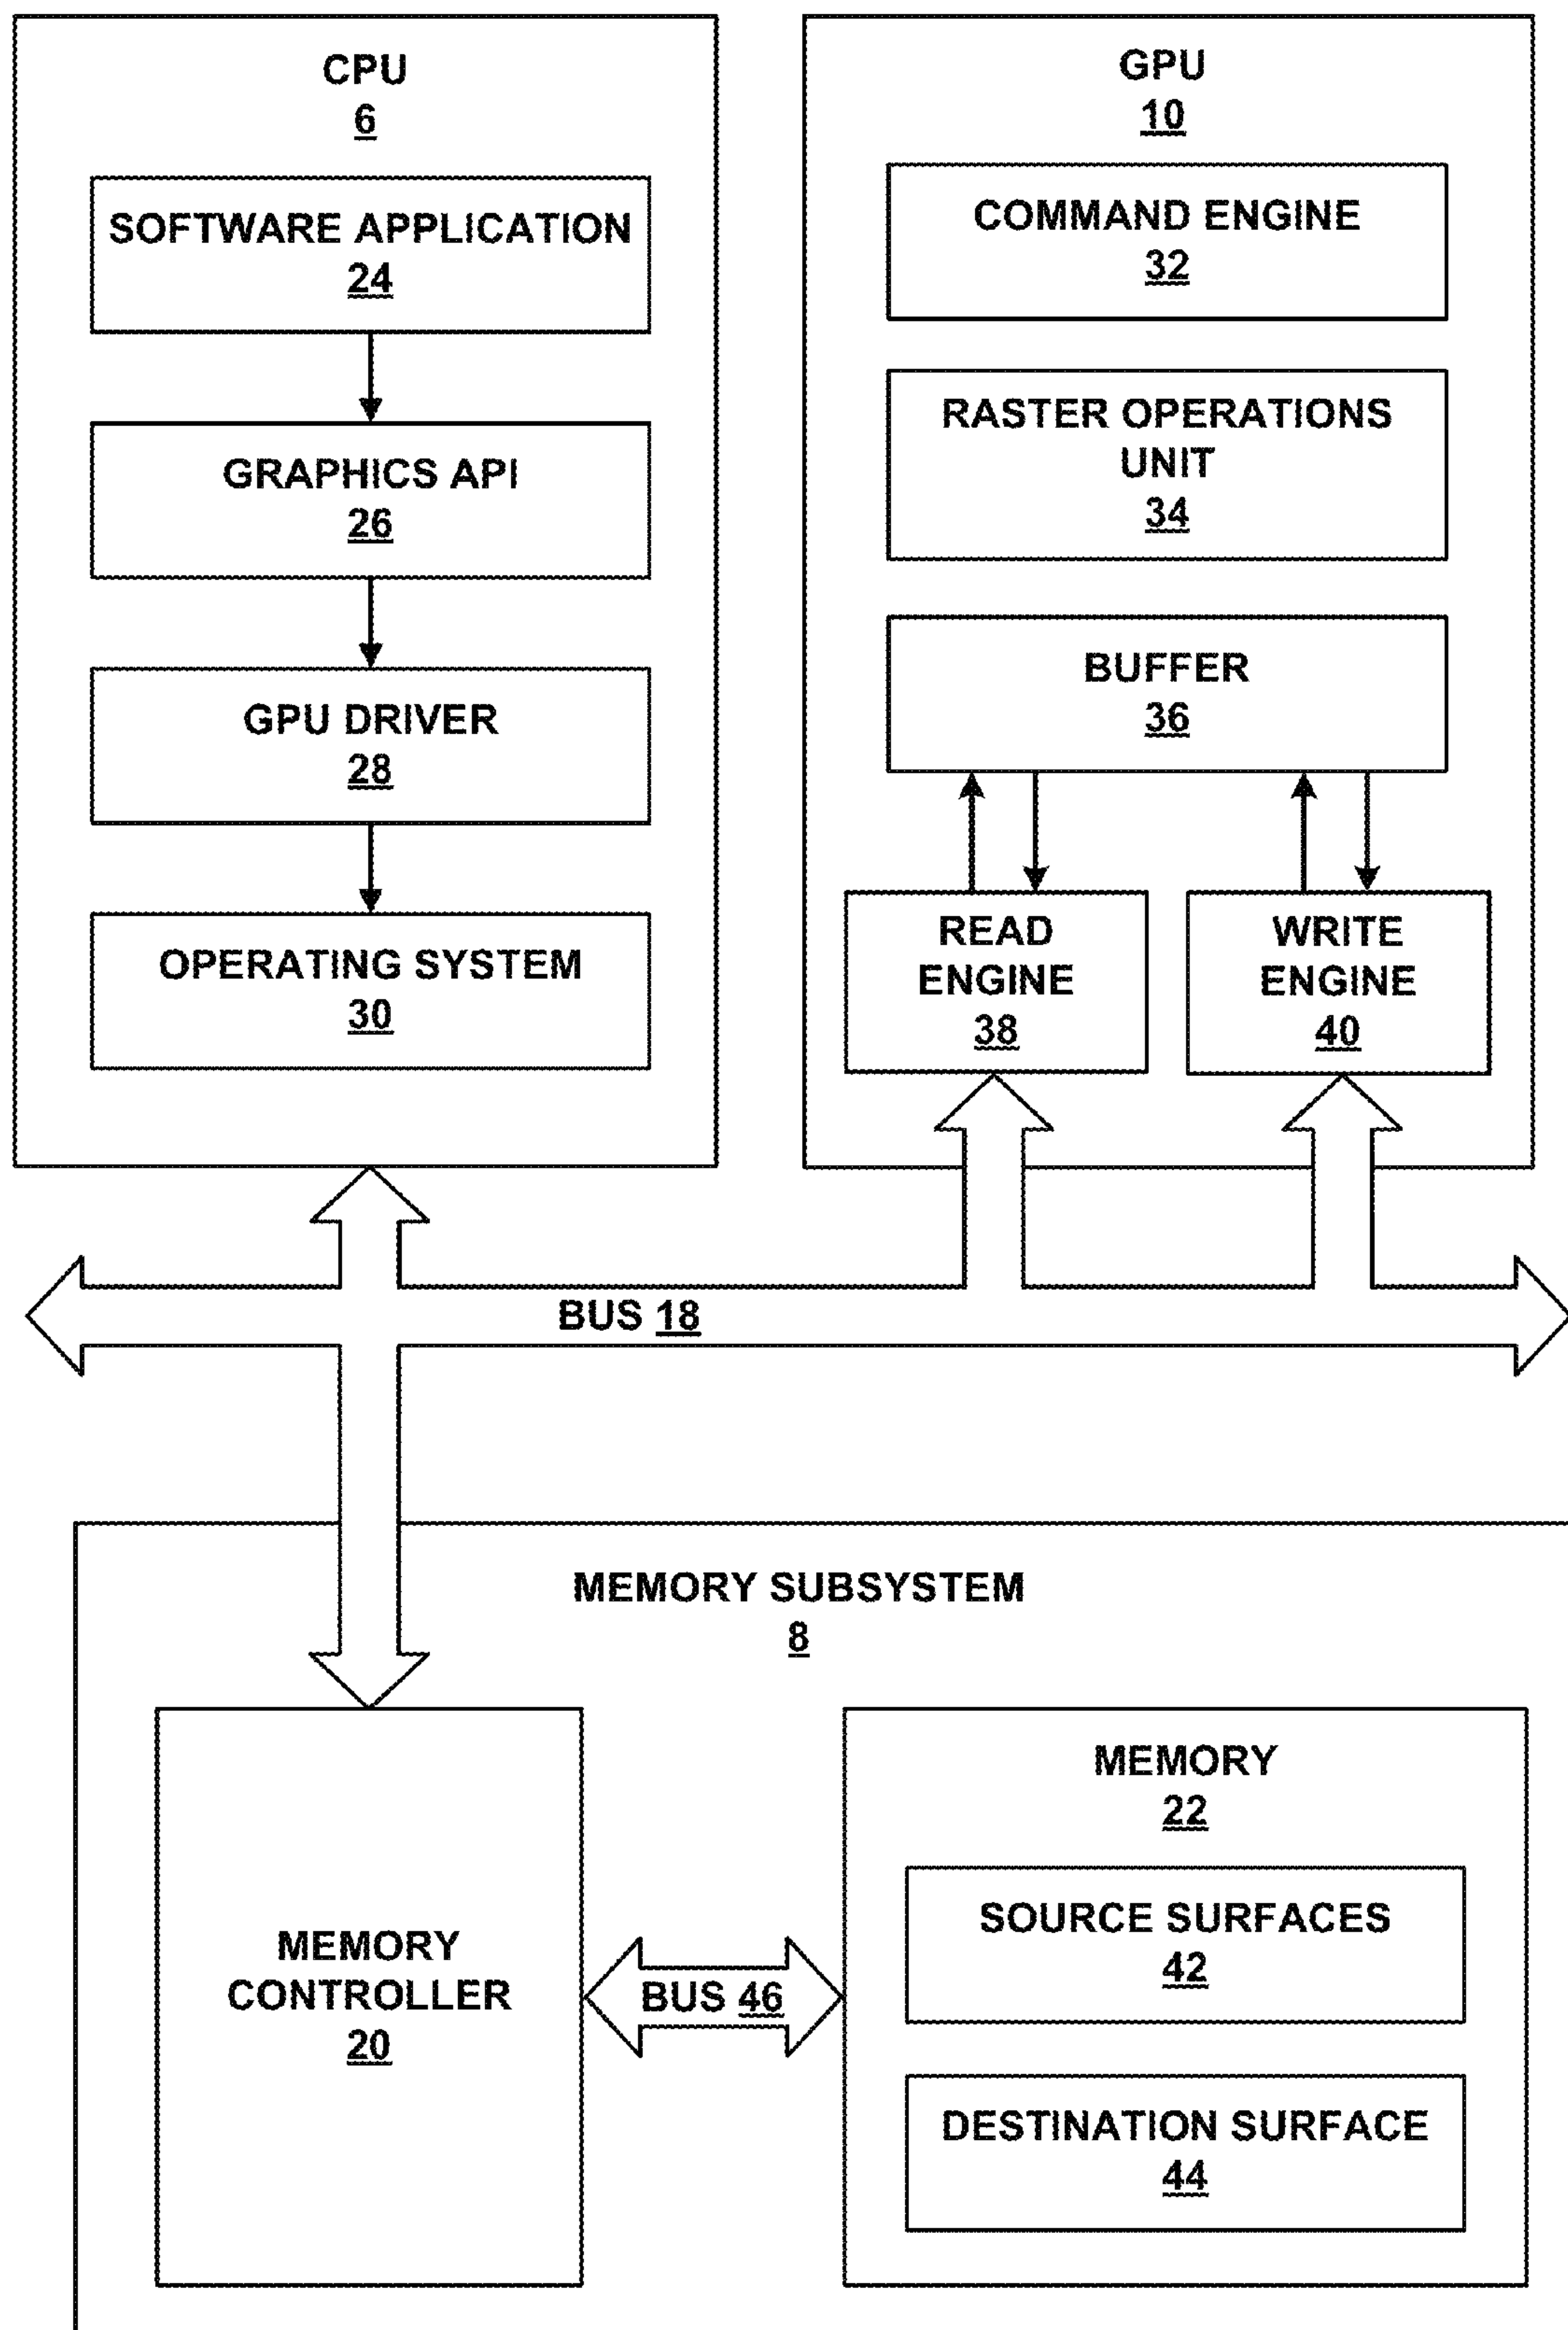 CPU
6
SOFTWARE APPLICATION
24
GRAPHICS API
26
GPU DRIVER
28
OPERATING SYSTEM
30
GPU
10
COMMAND ENGINE
32
RASTER OPERATIONS
UNIT
34
BUFFER
36
READ
ENGINE
38
WRITE
ENGINE
40
BUS 18
MEMORY SUBSYSTEM
8
MEMORY
CONTROLLER
20
BUS 46
MEMORY
22
SOURCE SURFACES
42
DESTINATION SURFACE
44